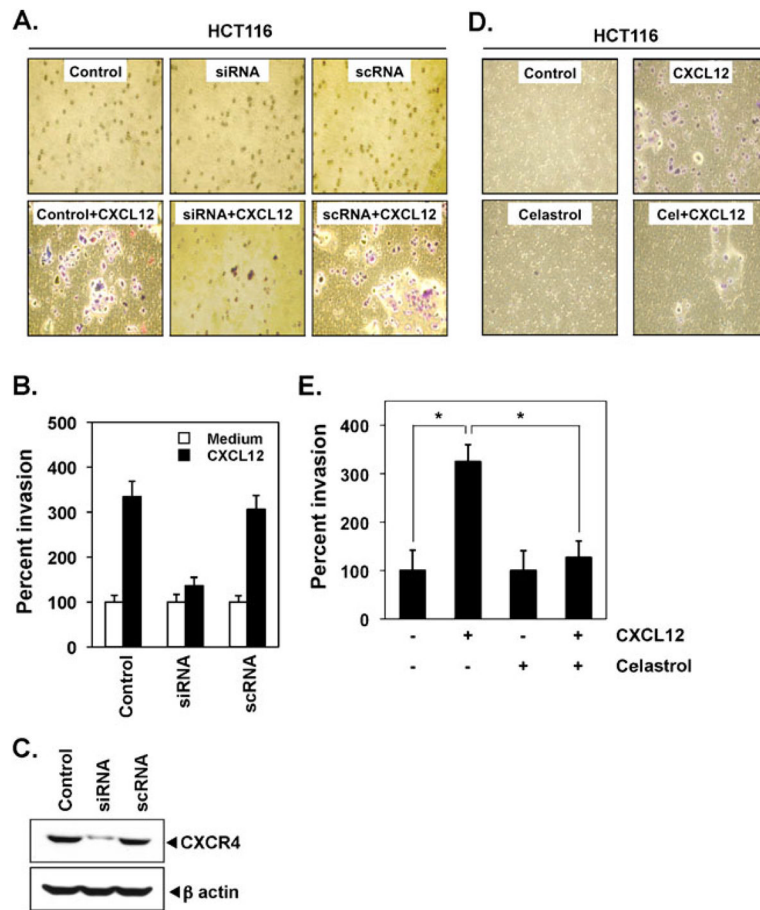 A.
HCT116
Control siRNA scRNA
Control+CXCL12 siRNA+CXCL12 scRNA+CXCL12
B.
Percent invasion
500
400
300
200
100
0
Medium
CXCL12
Control siRNA scRNA
C.
Control siRNA scRNA
CXCR4
β actin
D.
HCT116
Control CXCL12
Celastrol Cel+CXCL12
E.
Percent invasion
400
300
200
100
0
* *
- + - + CXCL12
- - + + Celastrol